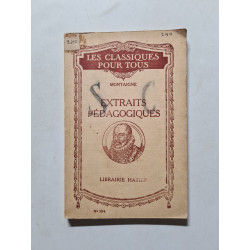 LES CLASSIQUES
POUR TOUS
MONTAIGNE
S C
EXTRAITS
PÉDAGOGIQUES
LIBRAIRIE HATIER